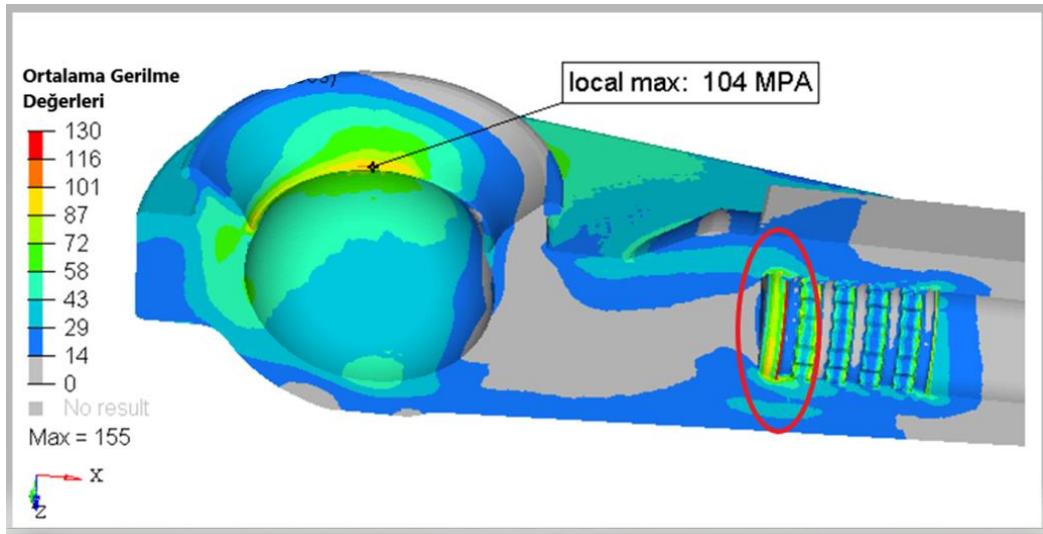 Ortalama Gerilme
Değerleri
local max: 104 MPA
130
116
101
87
72
58
43
29
14
0
No result
Max = 155
X
Z